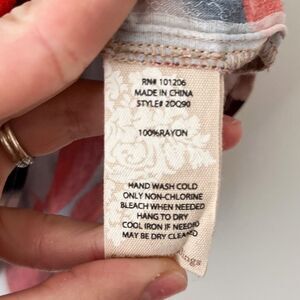 RN# 101206
MADE IN CHINA
STYLE# 2DQ90
100%RAYON
HAND WASH COLD
ONLY NON-CHLORINE
BLEACH WHEN NEEDED
HANG TO DRY
COOL IRON IF NEEDED
MAY BE DRY CLEANED